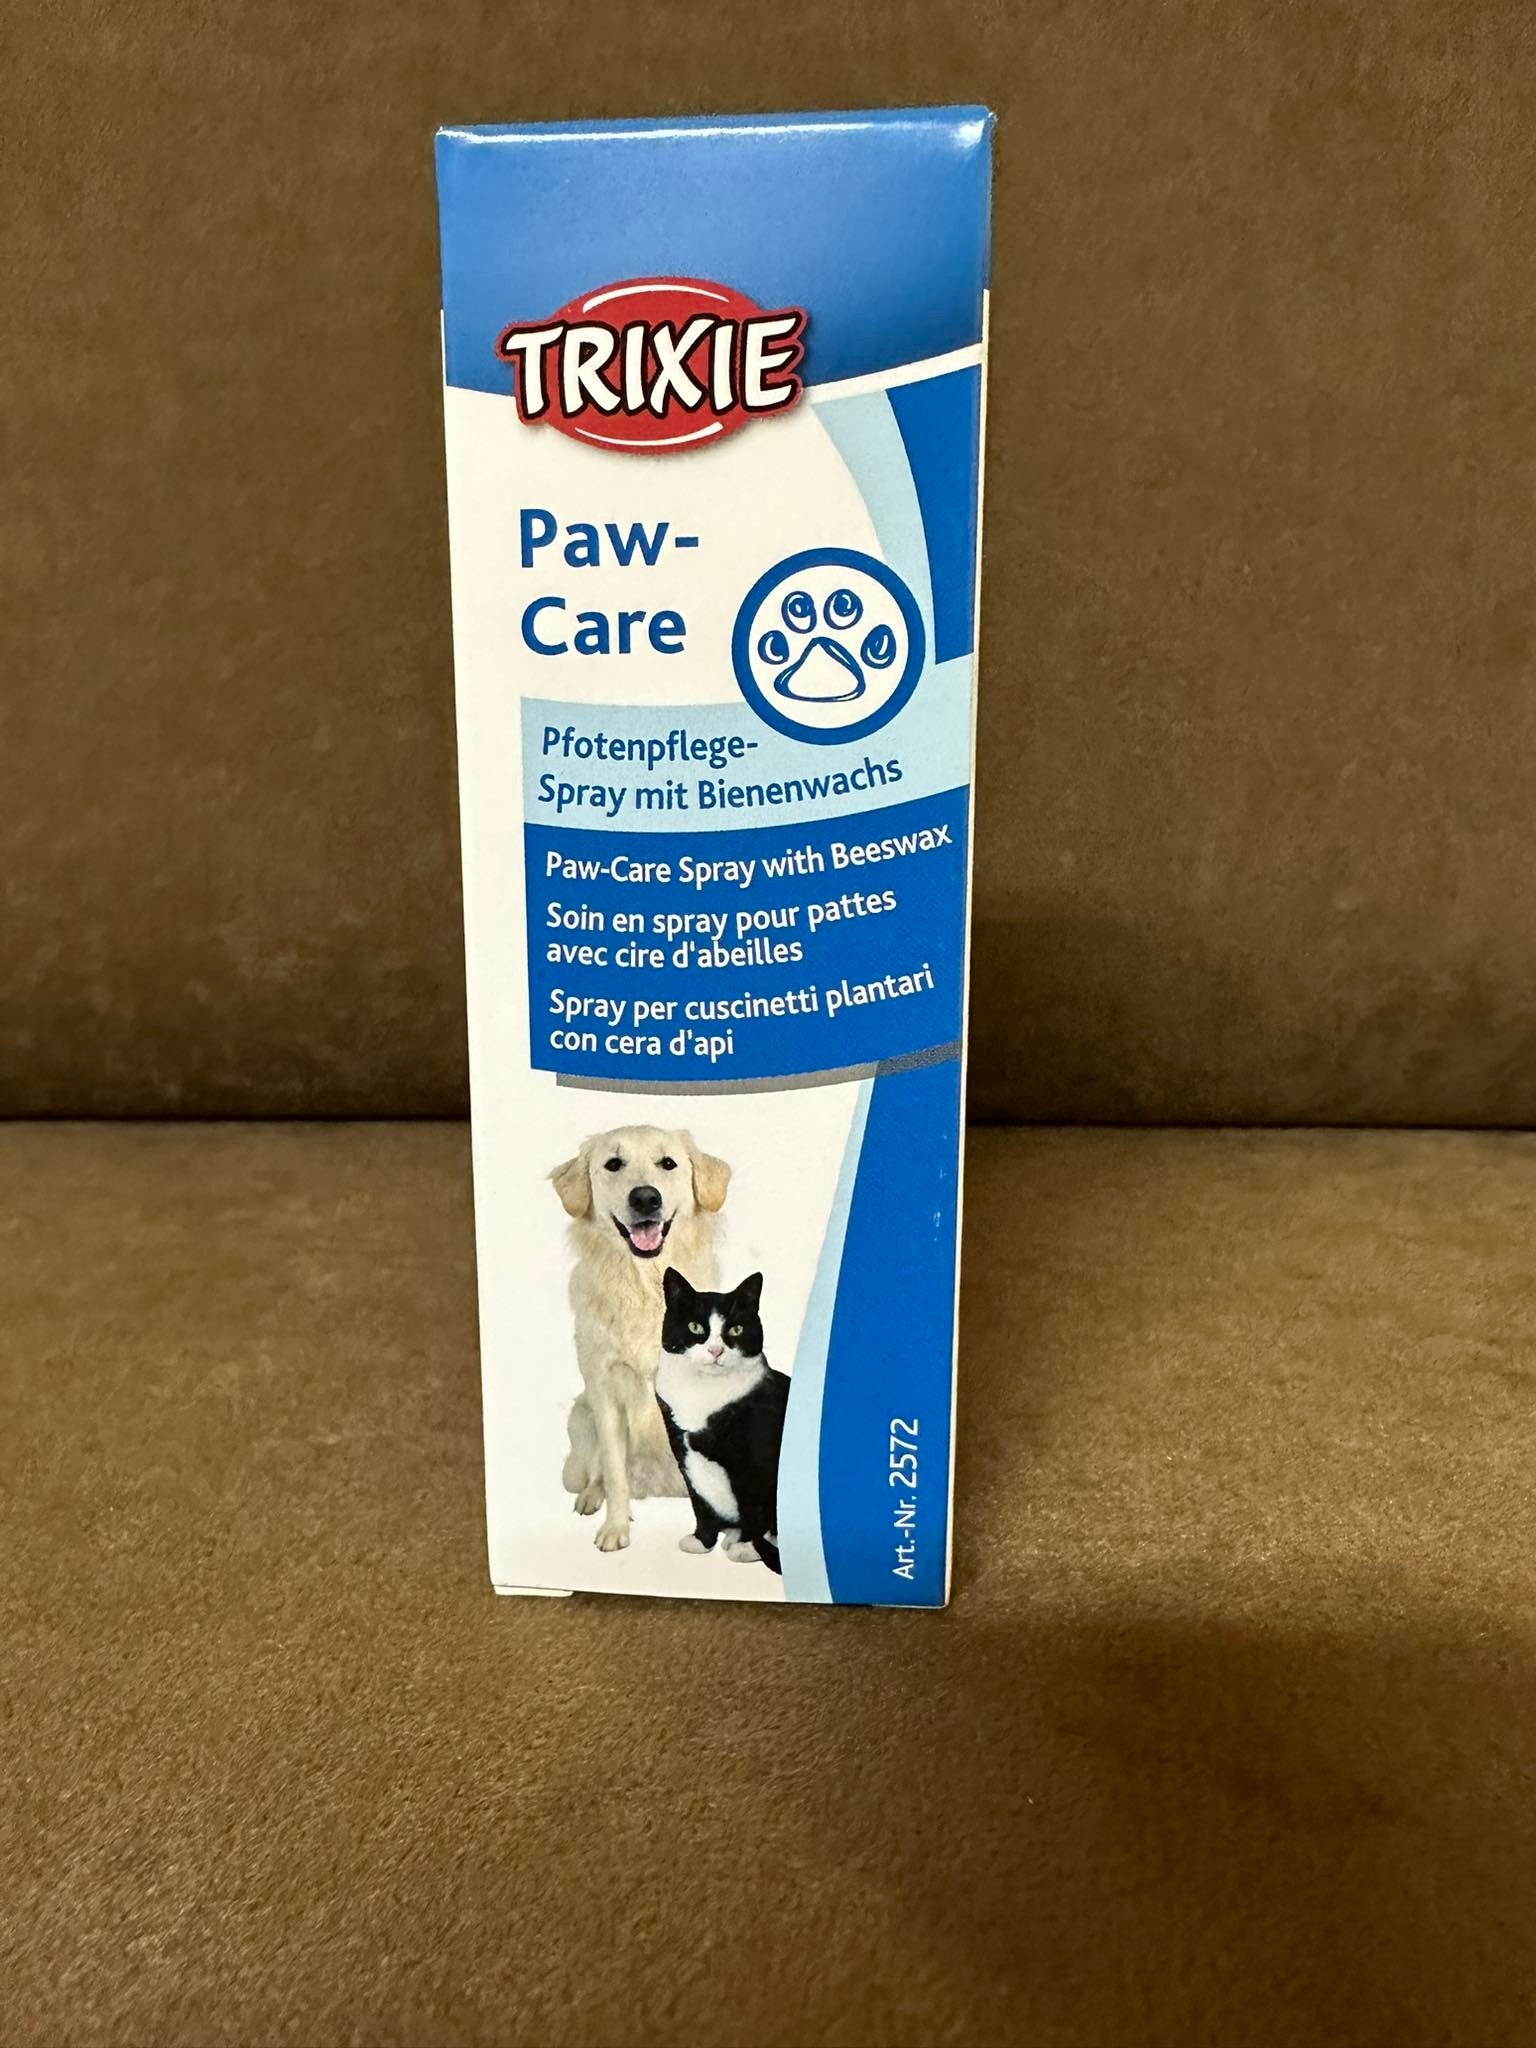 TRIXIE
Paw-
Care
Pfotenpflege-
Spray mit Bienenwachs
Paw-Care Spray with Beeswax
Soin en spray pour pattes
avec cire d'abeilles
Spray per cuscinetti plantari
con cera d'api
Art.-Nr. 2572